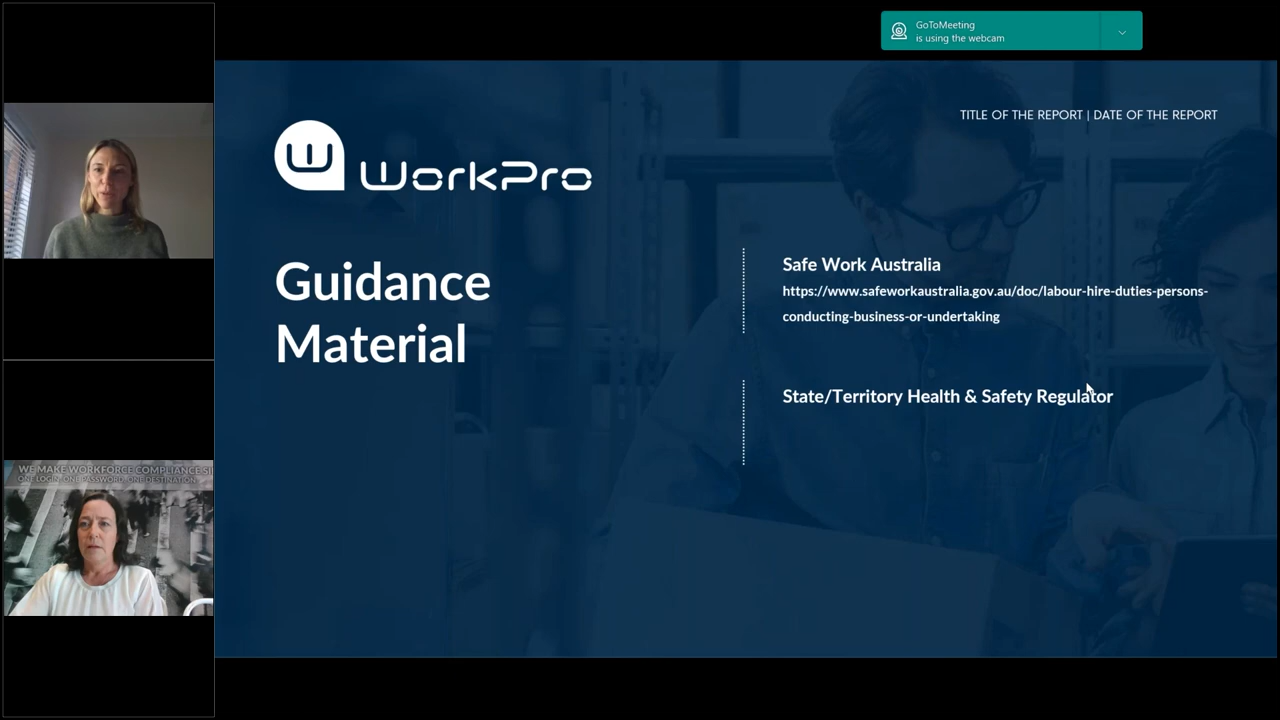 GoToMeeting
is using the webcam
TITLE OF THE REPORT | DATE OF THE REPORT
WorkPro
Guidance
Material
Safe Work Australia
https://www.safeworkaustralia.gov.au/doc/labour-hire-duties-persons-
conducting-business-or-undertaking
State/Territory Health & Safety Regulator
WE MAKE WORKFORCE COMPLIANCE SI
ONE LOGIN. ONE PASSWORD. ONE DESTINATION.